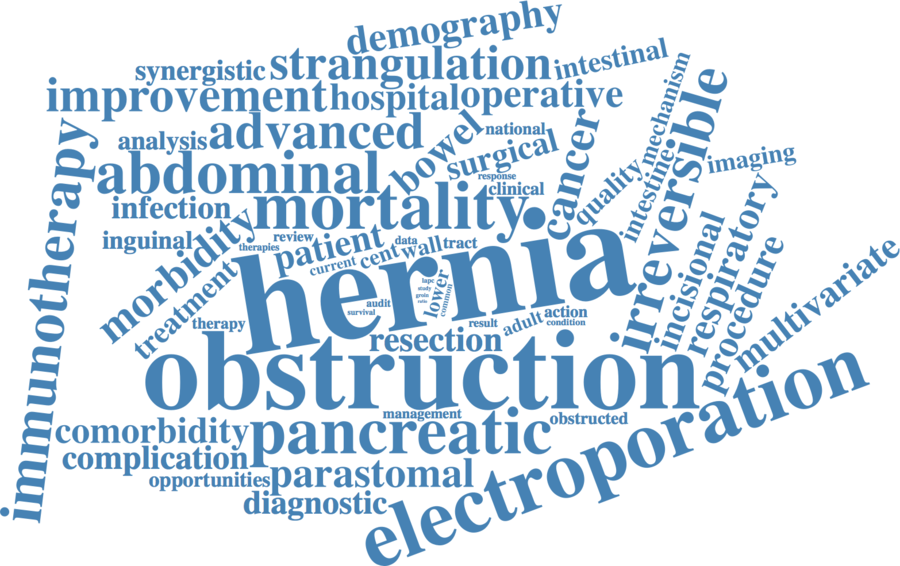 demography
synergistic
strangulation
intestinal
improvement
hospital
operative
mechanism
immunotherapy
analysis
advanced
bowel
national
surgical
cancer
quality
intestine
irreversible
imaging
abdominal
response
clinical
infection
mortality
inguinal
morbidity
therapies
review
patient
data
wall
tract
current
cent
hernia
lower
common
lapc
study
groin
audit
survival
incisional
respiratory
procedure
multivariate
treatment
therapy
result
adult
action
condition
resection
obstruction
management
obstructed
comorbidity
pancreatic
electroporation
complication
opportunities
parastomal
diagnostic